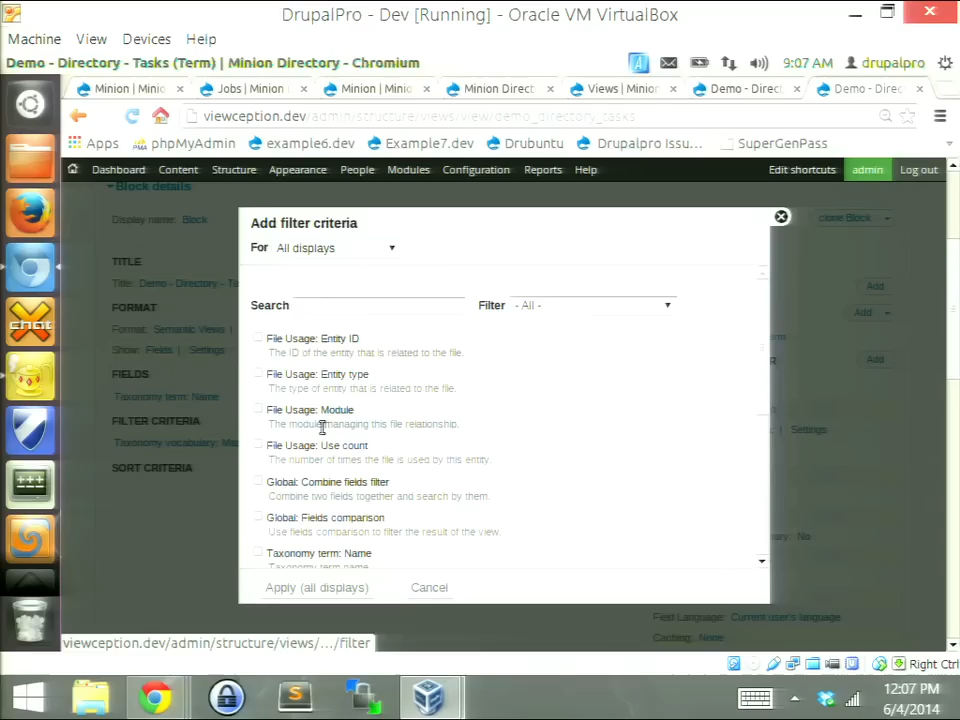 DrupalPro - Dev [Running] - Oracle VM VirtualBox
Machine View Devices Help
Demo - Directory - Tasks (Term) | Minion Directory - Chromium
9:07 AM drupalpro
Minion | Minio Jobs | Minion | Minion | Minio Minion Direct Views | Minion Demo - Direct Demo - Direct
viewception.dev/admin/structure/views/view/demo_directory_tasks
Apps phpMyAdmin example6.dev Example7.dev Drubuntu Drupalpro Issu... SuperGenPass
Dashboard Content Structure Appearance People Modules Configuration Reports Help Edit shortcuts admin Log out
Block details
Display name: Block
clone Block
TITLE
Title: Demo - Directory - Ta
FORMAT
Format: Semantic Views
Show: Fields | Settings
FIELDS
Taxonomy term: Name
FILTER CRITERIA
Taxonomy vocabulary: Ma
SORT CRITERIA
Add filter criteria
For All displays
Search Filter - All -
File Usage: Entity ID
The ID of the entity that is related to the file.
File Usage: Entity type
The type of entity that is related to the file.
File Usage: Module
The module managing this file relationship.
File Usage: Use count
The number of times the file is used by this entity.
Global: Combine fields filter
Combine two fields together and search by them.
Global: Fields comparison
Use fields comparison to filter the result of the view.
Taxonomy term: Name
Taxonomy term name.
Apply (all displays) Cancel
Add
Add
Add
Settings
No
Field Language: Current user's language
Caching: None
viewception.dev/admin/structure/views/.../filter
Right Ctrl
12:07 PM
6/4/2014